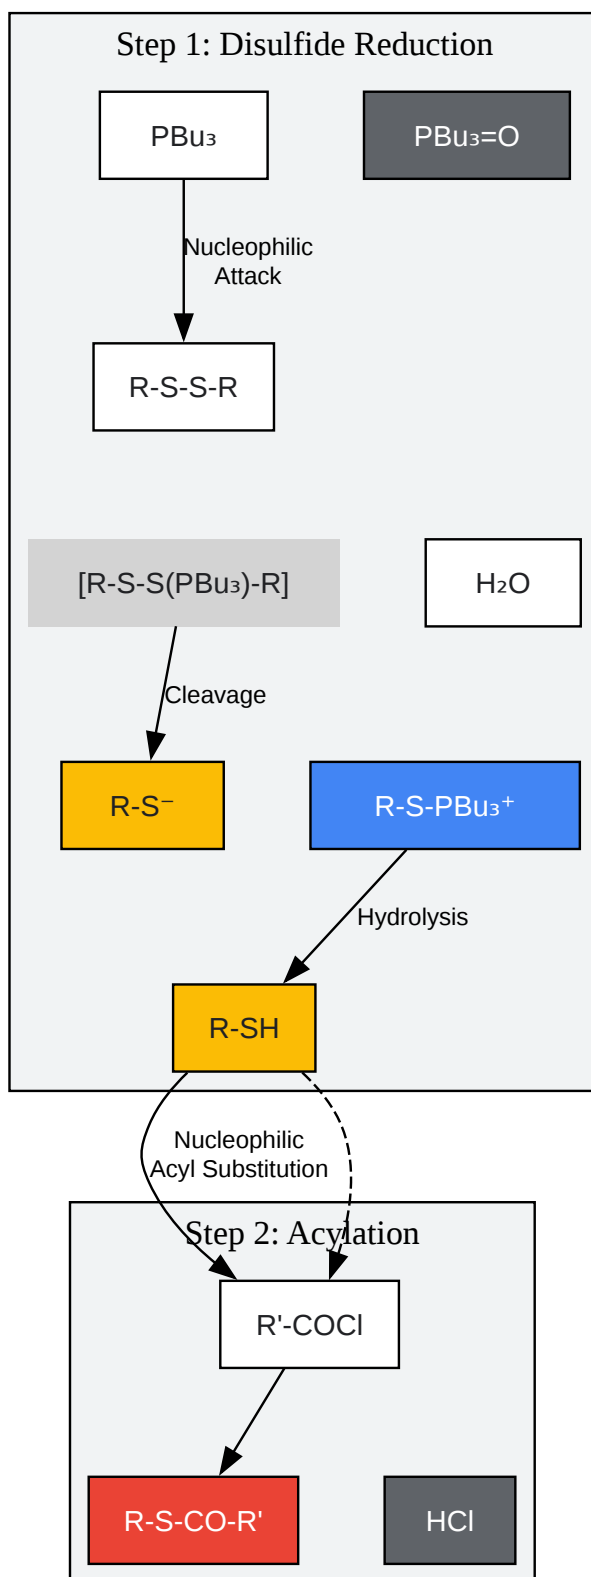 Step 1: Disulfide Reduction
PBu₃
PBu₃=O
Nucleophilic
Attack
R-S-S-R
[R-S-S(PBu₃)-R]
H₂O
Cleavage
R-S⁻
R-S-PBu₃⁺
Hydrolysis
R-SH
Nucleophilic
Acyl Substitution
Step 2: Acylation
R'-COCl
R-S-CO-R'
HCl